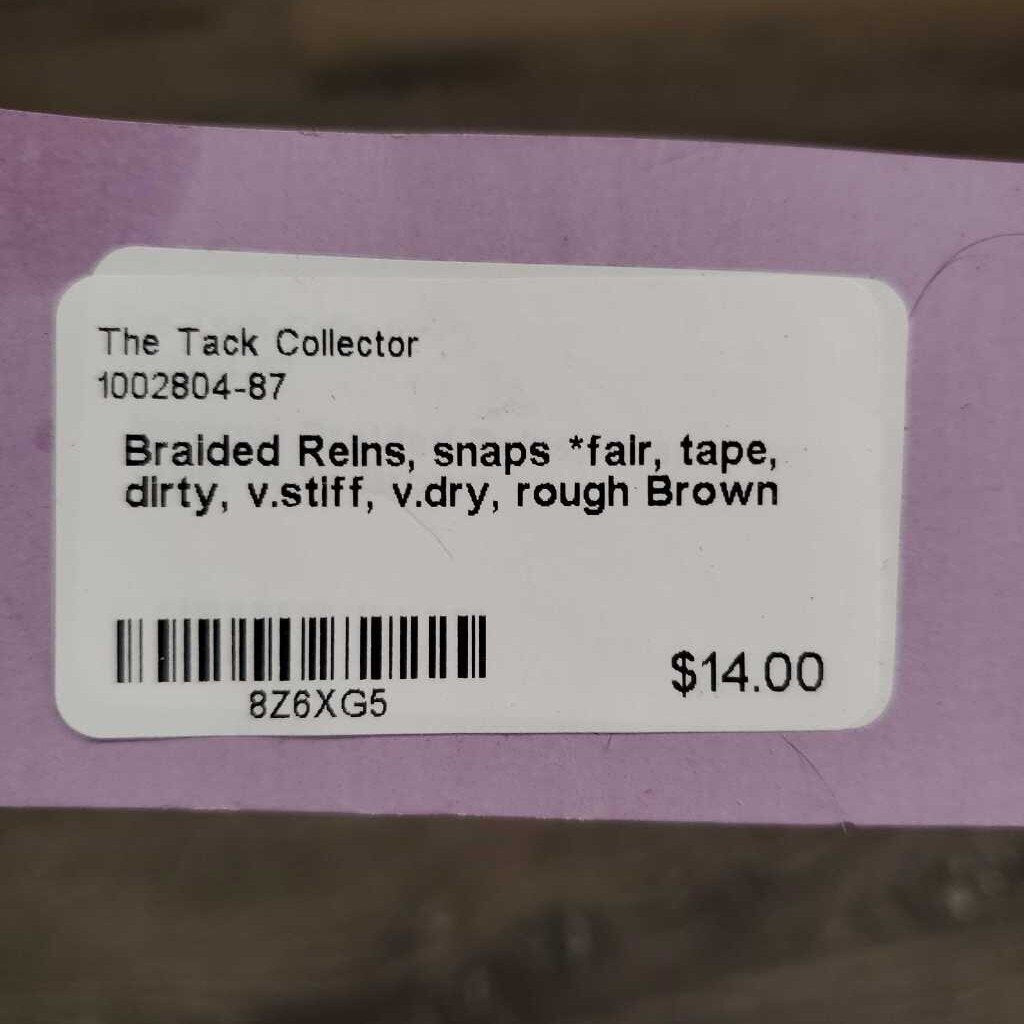 The Tack Collector
1002804-87
Braided Reins, snaps *fair, tape,
dirty, v.stiff, v.dry, rough Brown
8Z6XG5
$14.00